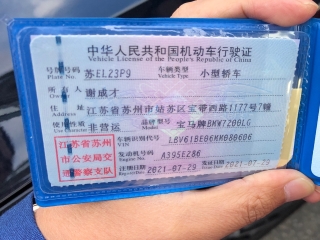 中华人民共和国机动车行驶证
Vehicle License of the People's Republic of China
号牌号码 苏EL23P9 车辆类型 小型轿车
Plate No. Vehicle Type
所有人 谢成才
Owner
住址 江苏省苏州市姑苏区宝带西路1177号7幢
Address
使用性质 非营运 品牌型号 宝马牌BMW7200LG
Use Character Model
江苏省苏州
市公安局交
通警察支队
车辆识别代号
VIN
发动机号码 A395E286
Engine No.
注册日期 2021-07-29 发证日期 2021-07-29